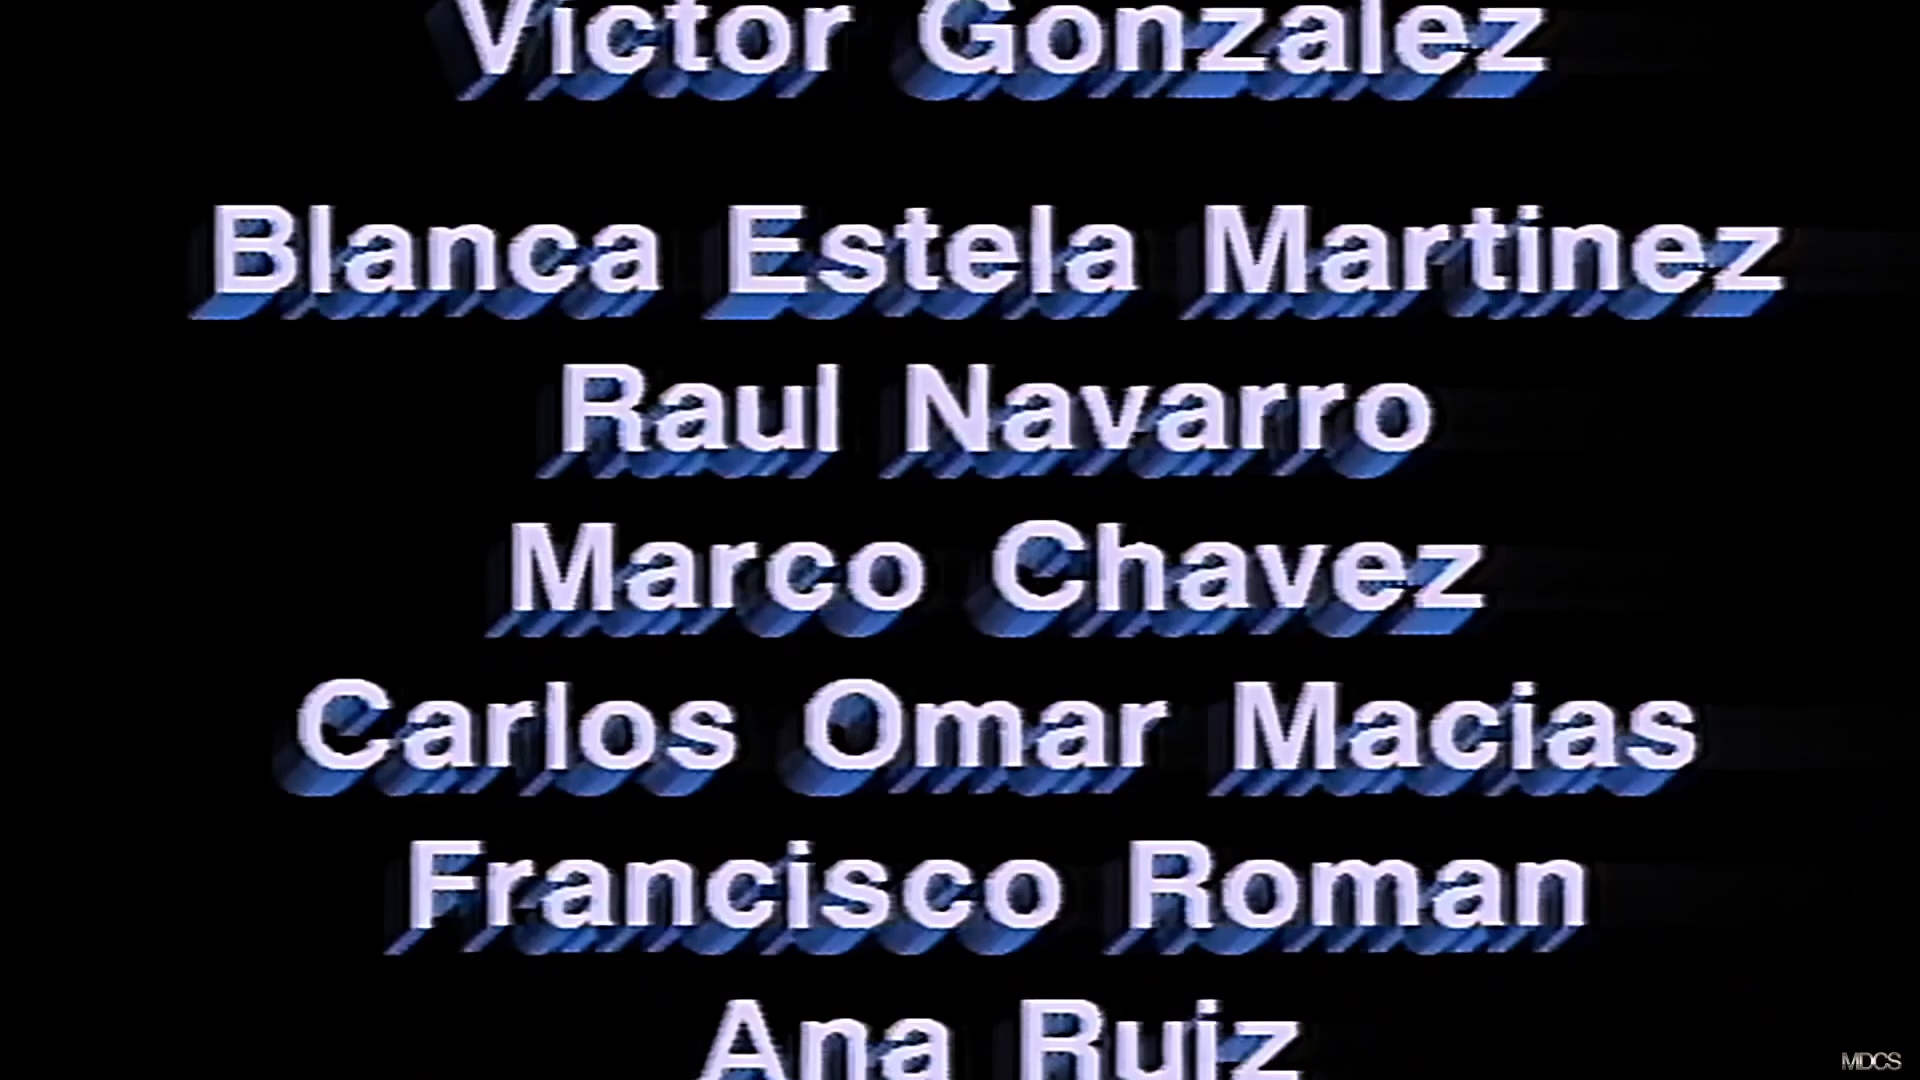 Victor Gonzalez
Blanca Estela Martinez
Raul Navarro
Marco Chavez
Carlos Omar Macias
Francisco Roman
Ana Ruiz
MDCS